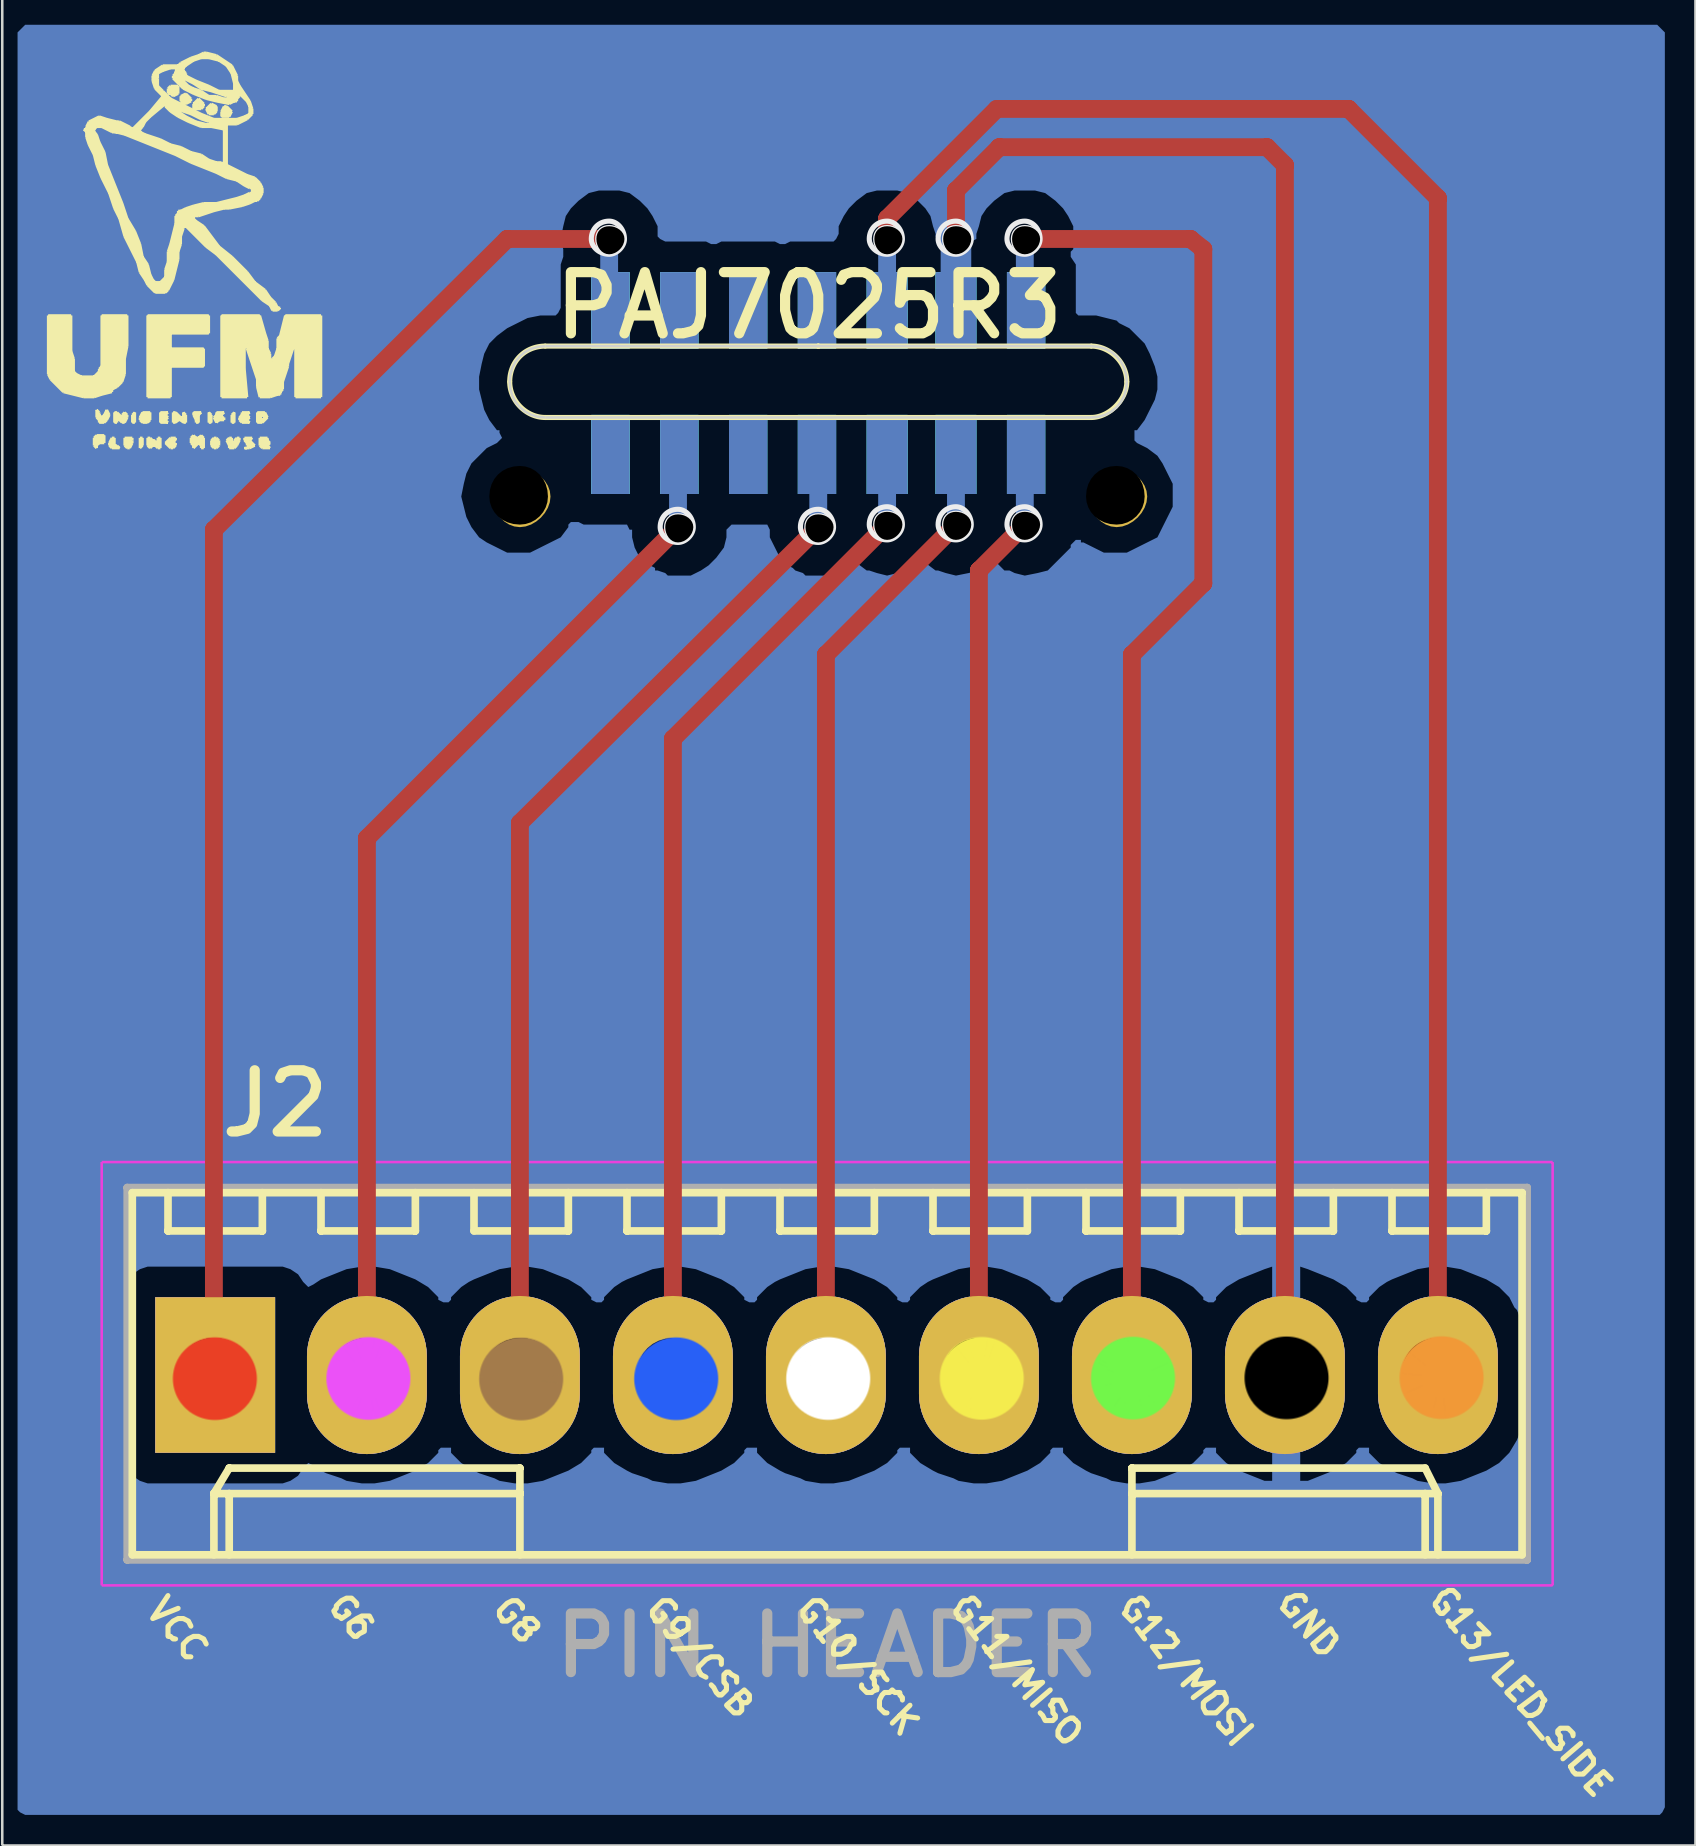 UFM
UNIDENTIFIED
FLYING MOUSE
PAJ7025R3
J2
VCC
G6
G8
G9/CSB
G10/SCK
G11/MISO
G12/MOSI
GND
G13/LED_SIDE
PIN HEADER